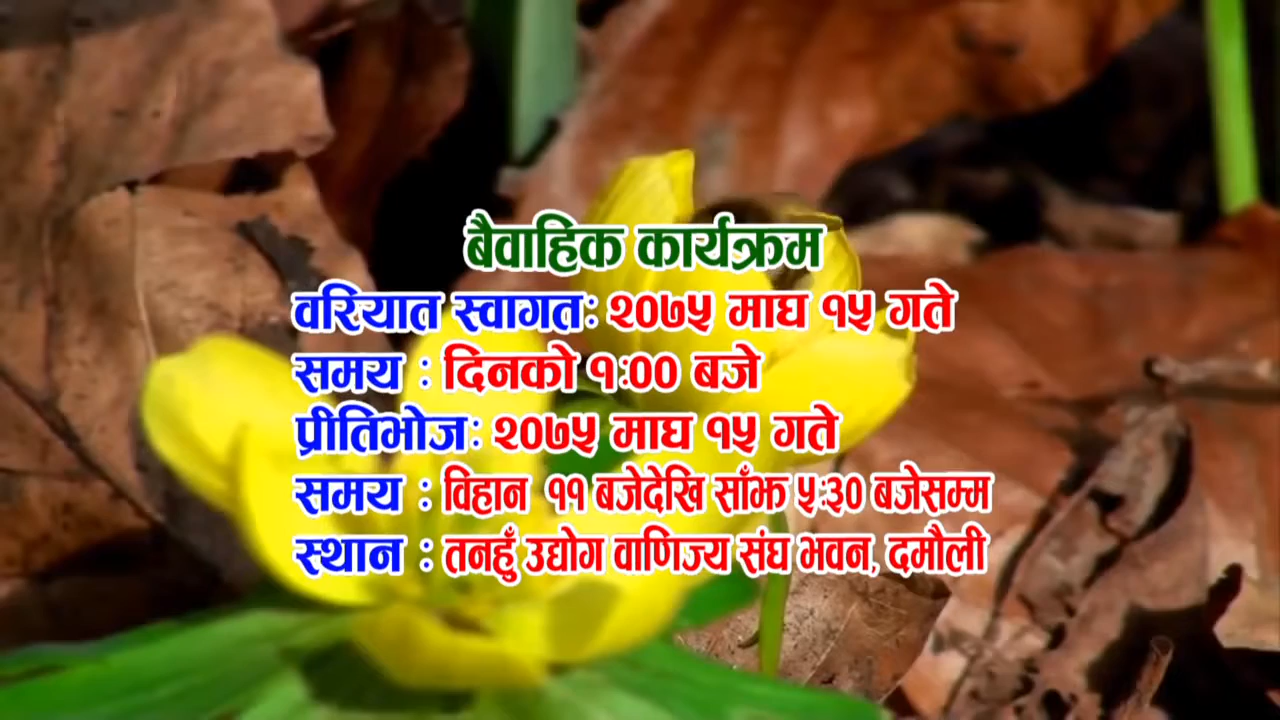 बैवाहिक कार्यक्रम
वरियात स्वागतः २०७५ माघ १५ गते
समय : दिनको १:०० बजे
प्रीतिभोजः २०७५ माघ १५ गते
समय : विहान ११ बजेदेखि साँझ ५:३० बजेसम्म
स्थान : तनहुँ उद्योग वाणिज्य संघ भवन, दमौली